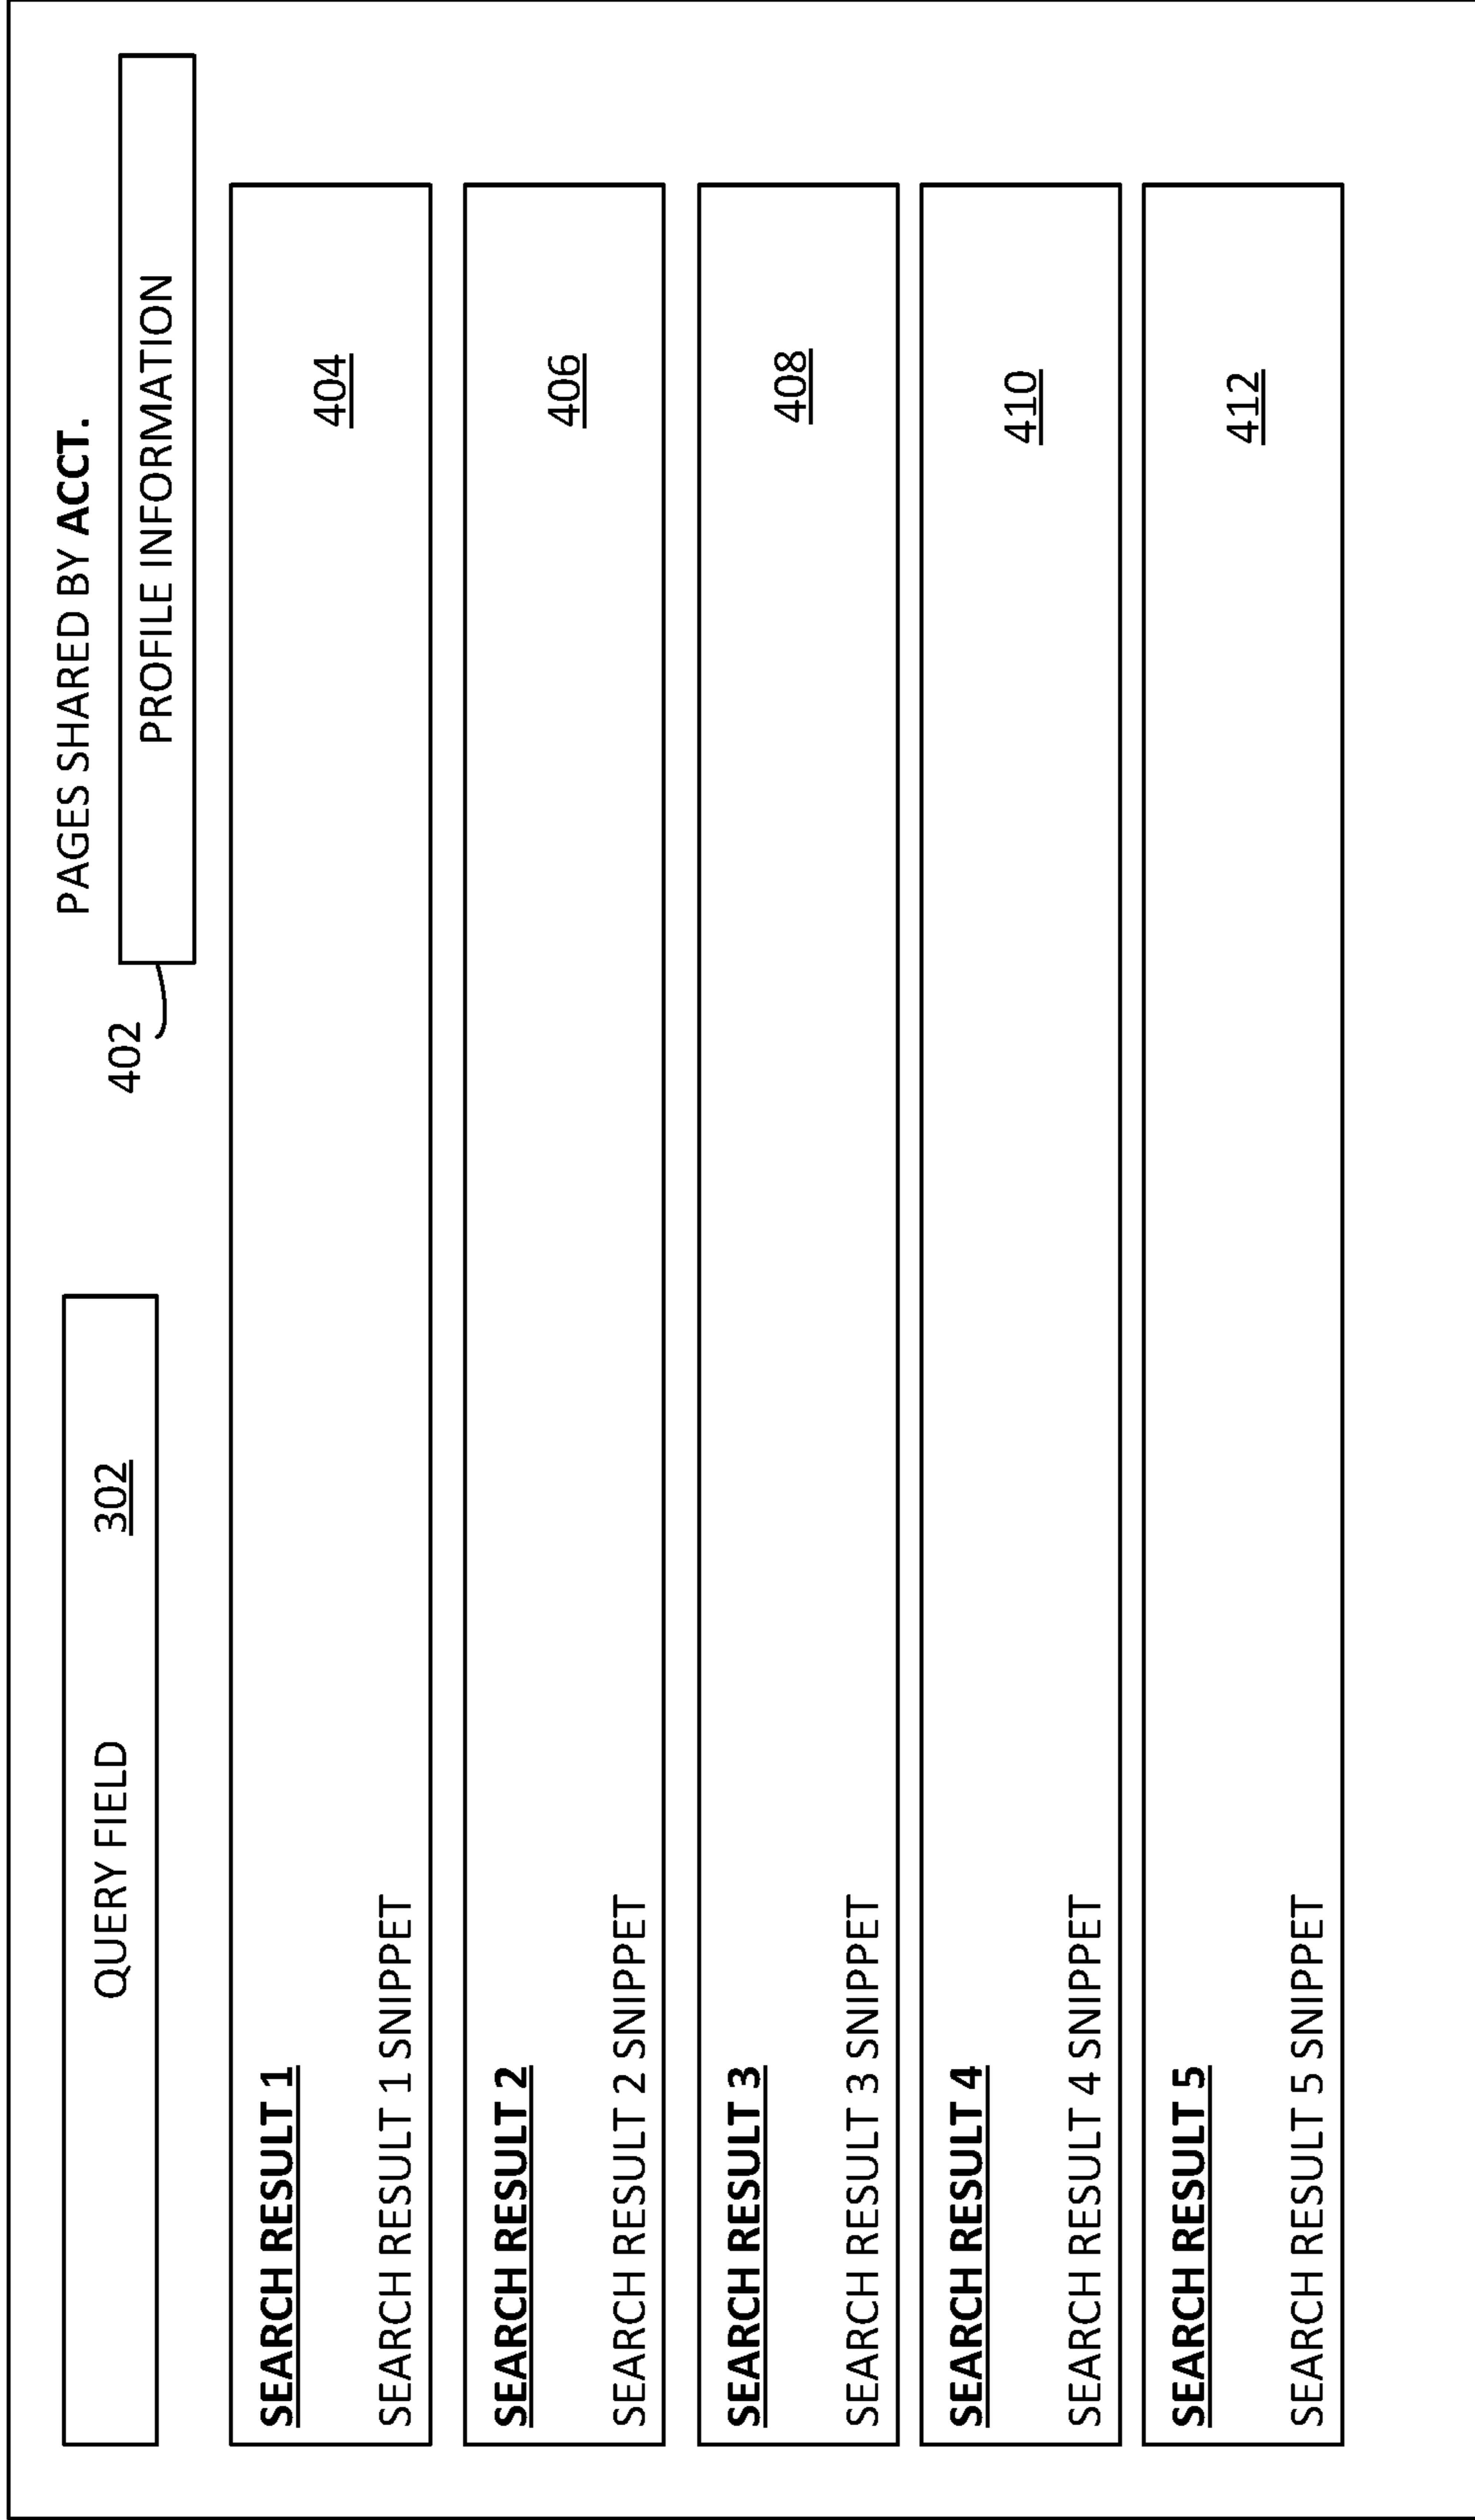 PAGES SHARED BY ACCT.
QUERY FIELD 302
402
PROFILE INFORMATION
SEARCH RESULT 1
404
SEARCH RESULT 1 SNIPPET
SEARCH RESULT 2
406
SEARCH RESULT 2 SNIPPET
SEARCH RESULT 3
408
SEARCH RESULT 3 SNIPPET
SEARCH RESULT 4
410
SEARCH RESULT 4 SNIPPET
SEARCH RESULT 5
412
SEARCH RESULT 5 SNIPPET